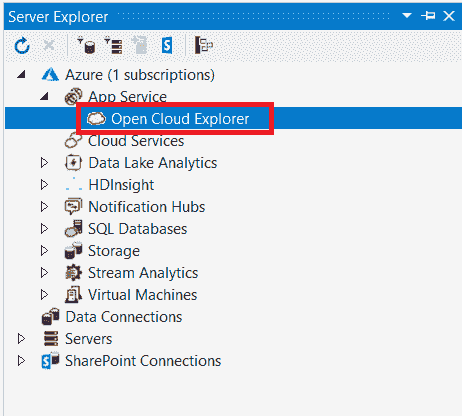 Server Explorer
Azure (1 subscriptions)
App Service
Open Cloud Explorer
Cloud Services
Data Lake Analytics
HDInsight
Notification Hubs
SQL Databases
Storage
Stream Analytics
Virtual Machines
Data Connections
Servers
SharePoint Connections